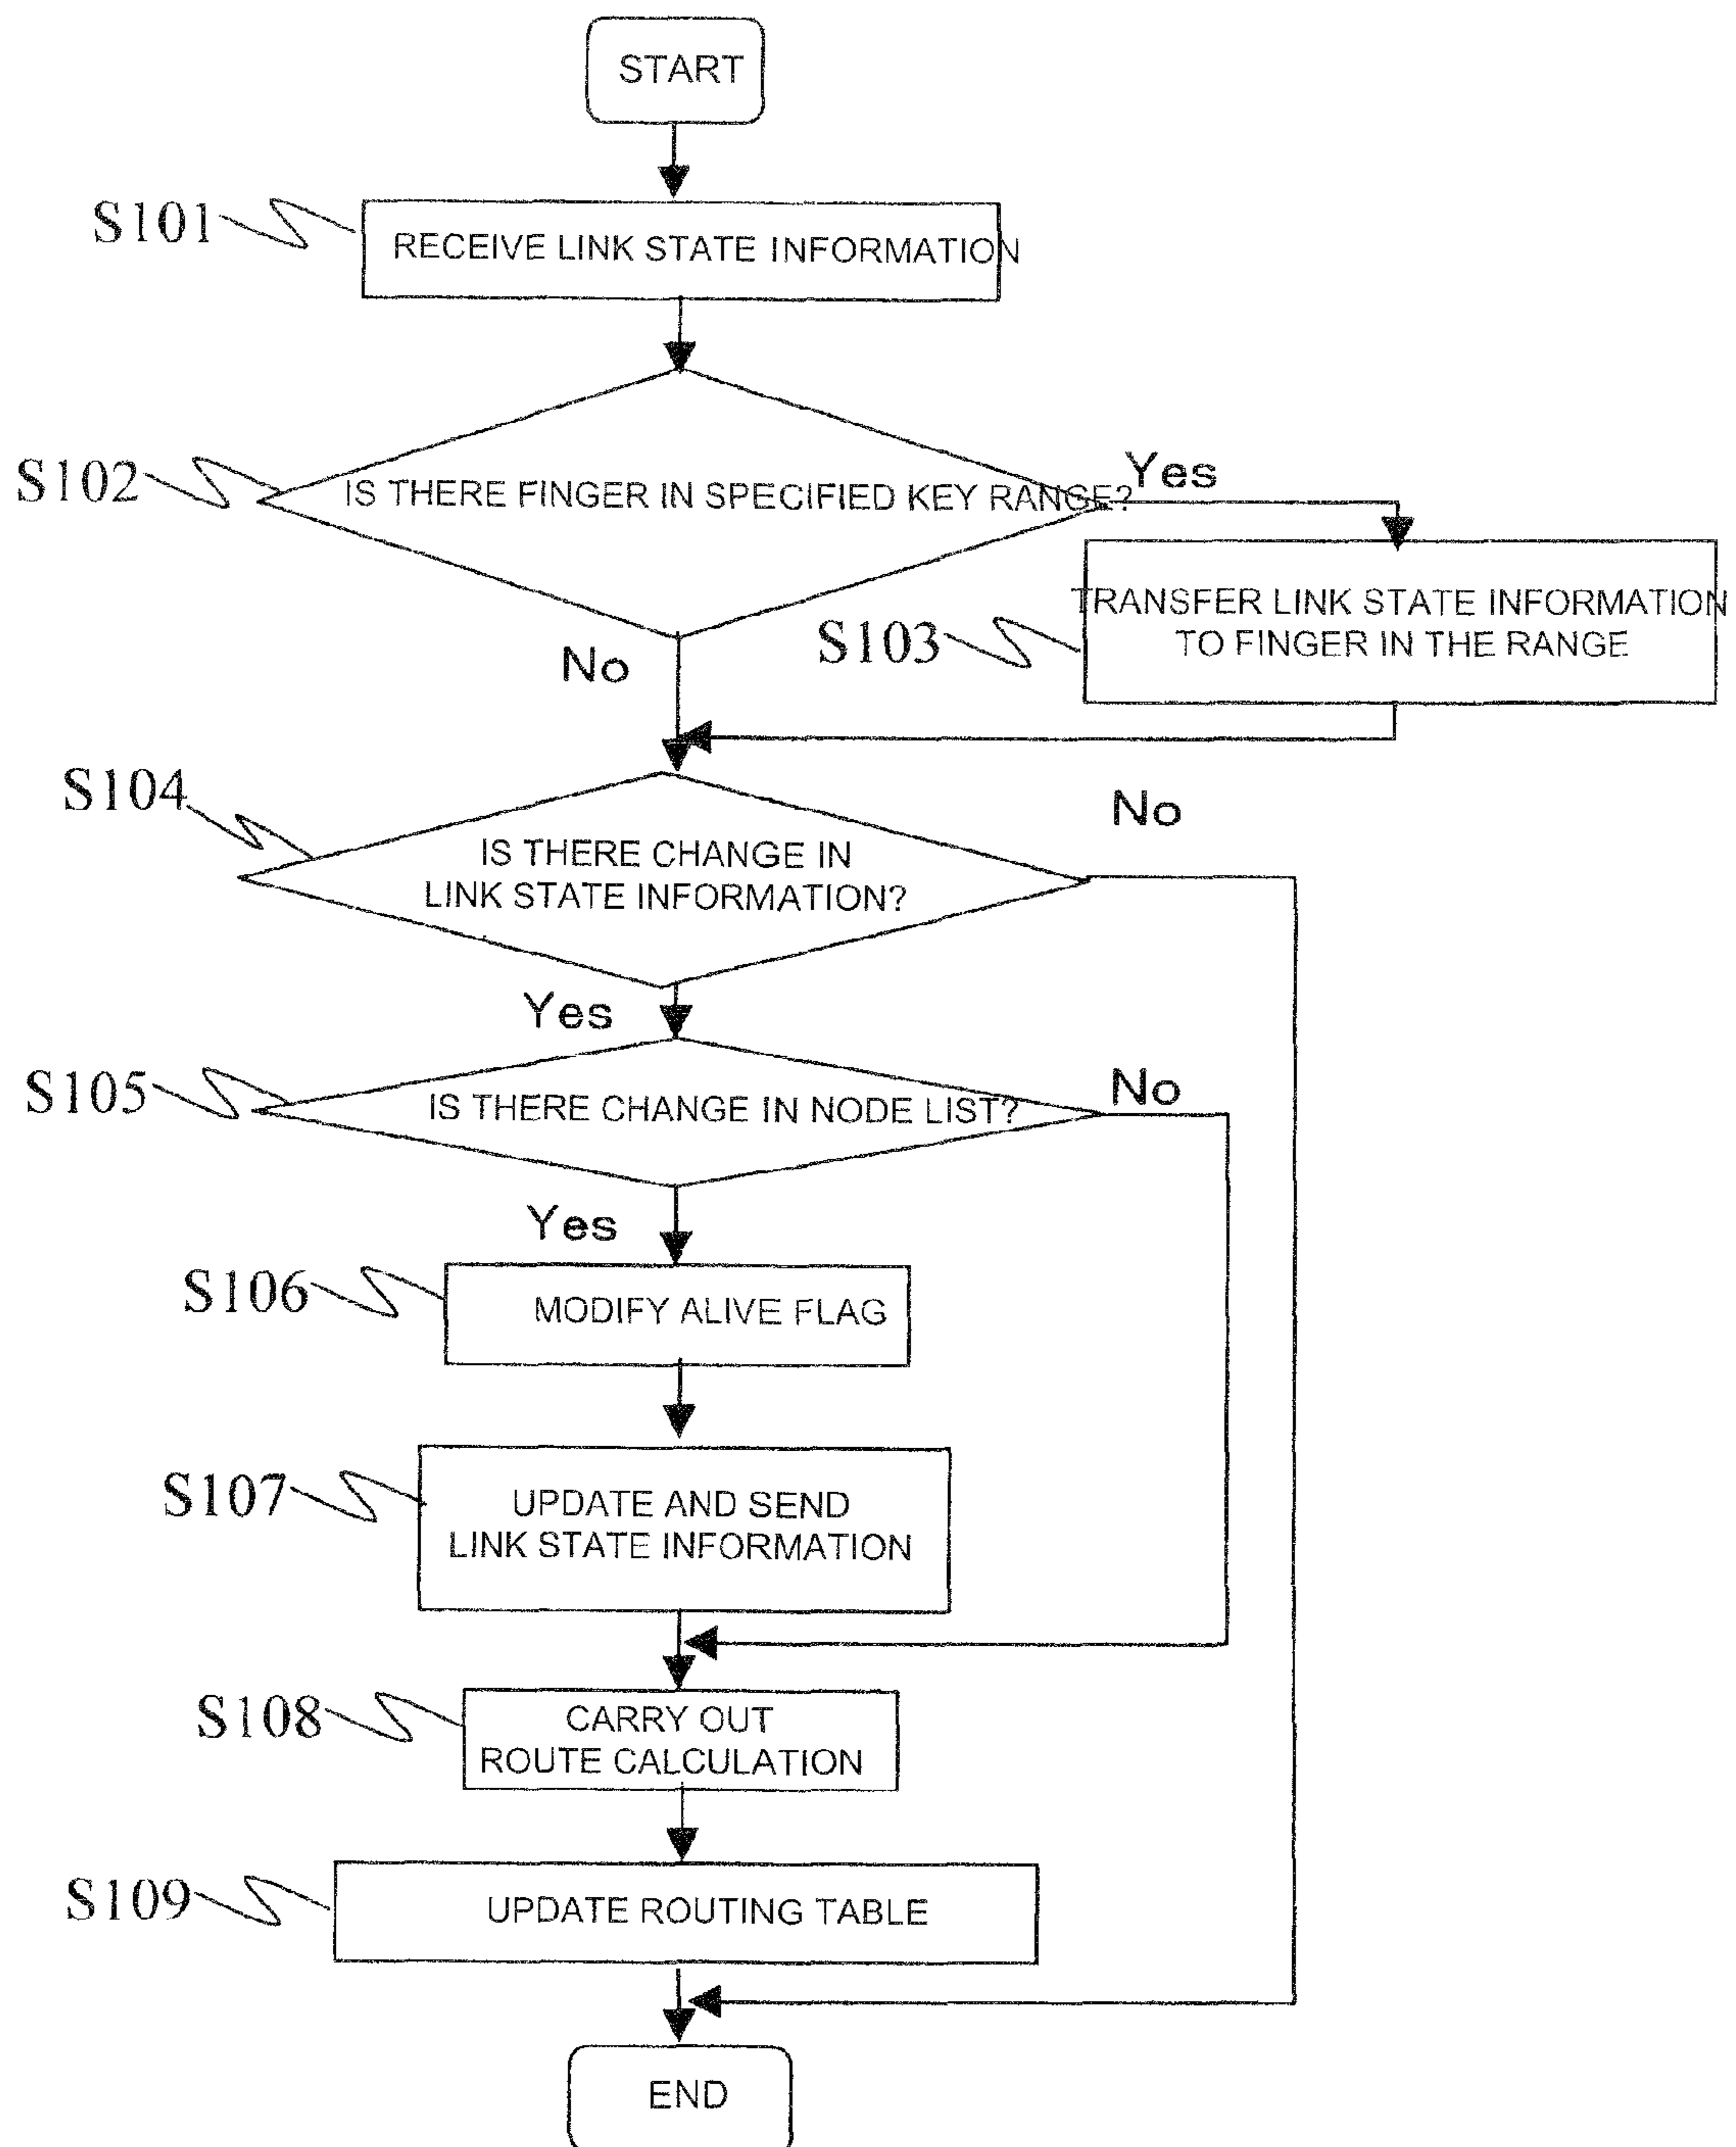 START
S101
RECEIVE LINK STATE INFORMATION
S102
IS THERE FINGER IN SPECIFIED KEY RANGE?
Yes
TRANSFER LINK STATE INFORMATION
TO FINGER IN THE RANGE
S103
No
S104
No
IS THERE CHANGE IN
LINK STATE INFORMATION?
Yes
S105
No
IS THERE CHANGE IN NODE LIST?
Yes
S106
MODIFY ALIVE FLAG
S107
UPDATE AND SEND
LINK STATE INFORMATION
S108
CARRY OUT
ROUTE CALCULATION
S109
UPDATE ROUTING TABLE
END